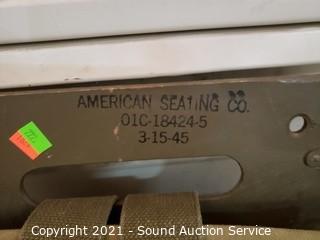 AMERICAN SEATING CO.
01C-18424-5
3-15-45
Copyright 2021 - Sound Auction Service